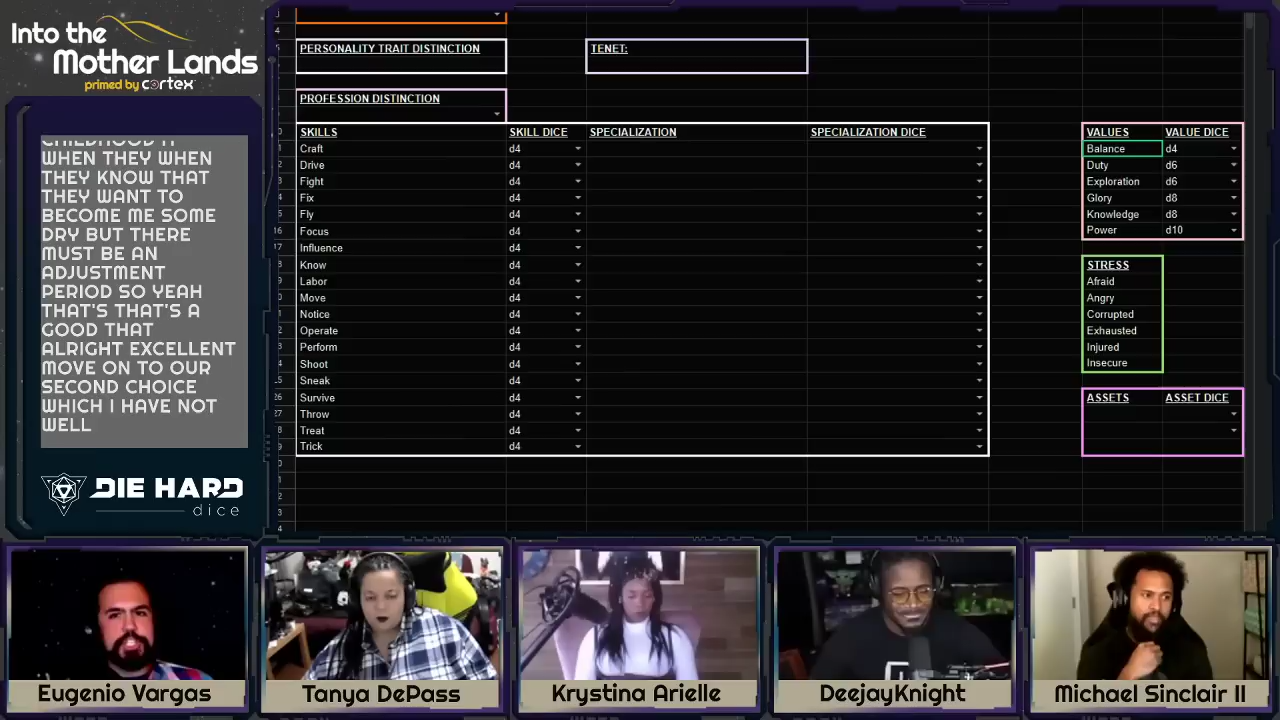 Into the
Mother Lands
primed by cortex
CHILDHOOD IT
WHEN THEY WHEN
THEY KNOW THAT
THEY WANT TO
BECOME ME SOME
DRY BUT THERE
MUST BE AN
ADJUSTMENT
PERIOD SO YEAH
THAT'S THAT'S A
GOOD THAT
ALRIGHT EXCELLENT
MOVE ON TO OUR
SECOND CHOICE
WHICH I HAVE NOT
WELL
DIE HARD
dice
PERSONALITY TRAIT DISTINCTION
TENET:
PROFESSION DISTINCTION
SKILLS SKILL DICE SPECIALIZATION SPECIALIZATION DICE
Craft d4
Drive d4
Fight d4
Fix d4
Fly d4
Focus d4
Influence d4
Know d4
Labor d4
Move d4
Notice d4
Operate d4
Perform d4
Shoot d4
Sneak d4
Survive d4
Throw d4
Treat d4
Trick d4
VALUES VALUE DICE
Balance d4
Duty d6
Exploration d6
Glory d8
Knowledge d8
Power d10
STRESS
Afraid
Angry
Corrupted
Exhausted
Injured
Insecure
ASSETS ASSET DICE
Eugenio Vargas
Tanya DePass
Krystina Arielle
DeejayKnight
Michael Sinclair II